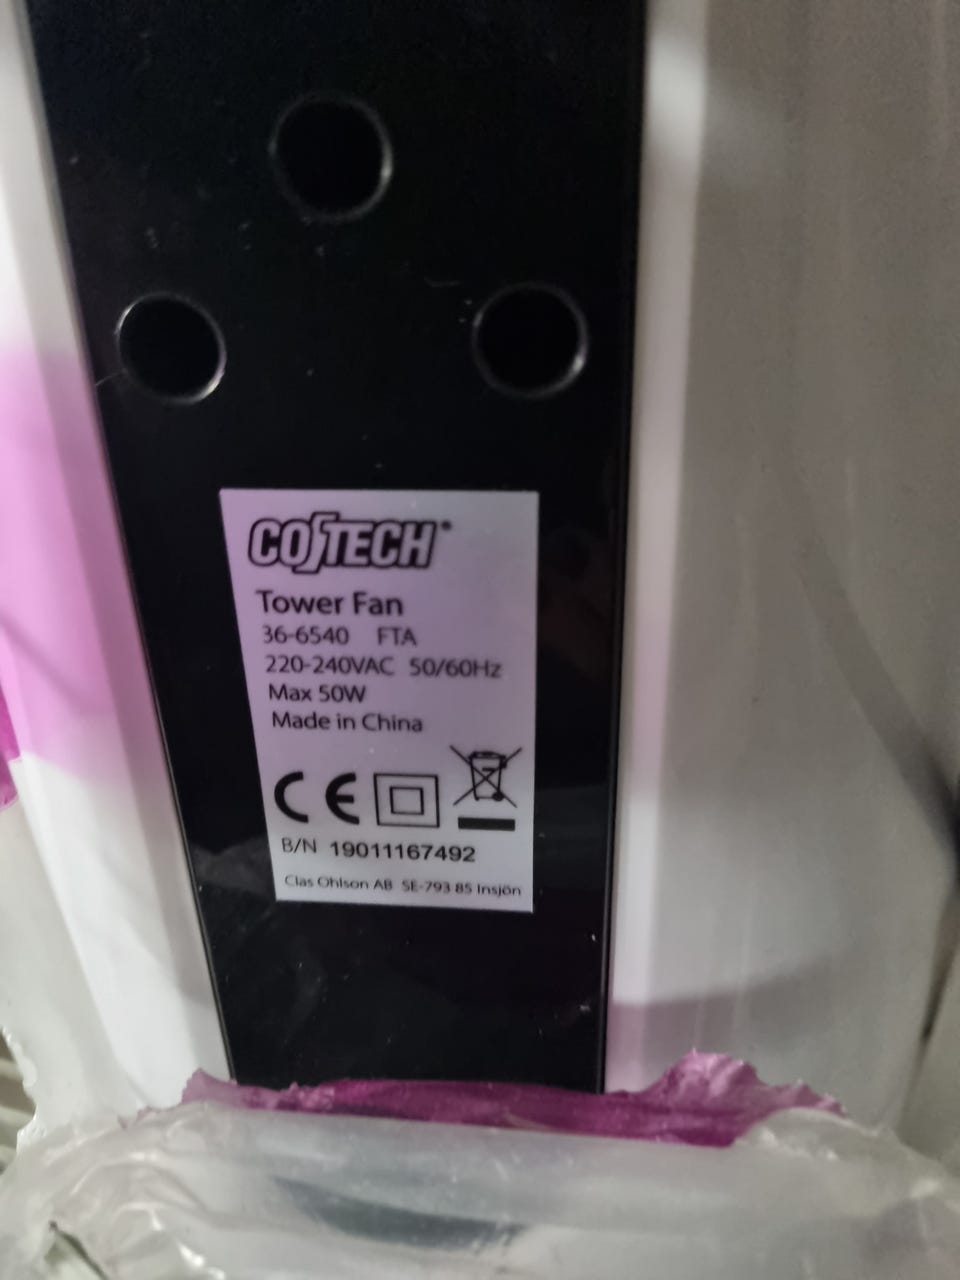 COTECH®
Tower Fan
36-6540 FTA
220-240VAC 50/60Hz
Max 50W
Made in China
CE
B/N 19011167492
Clas Ohlson AB SE-793 85 Insjön